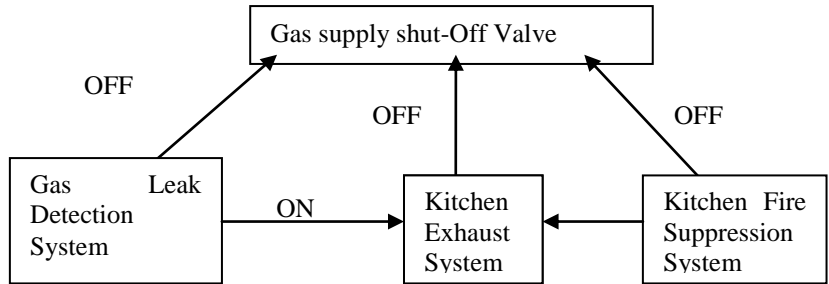 Gas supply shut-Off Valve
OFF
OFF
OFF
Gas Leak
Detection
System
ON
Kitchen
Exhaust
System
Kitchen Fire
Suppression
System